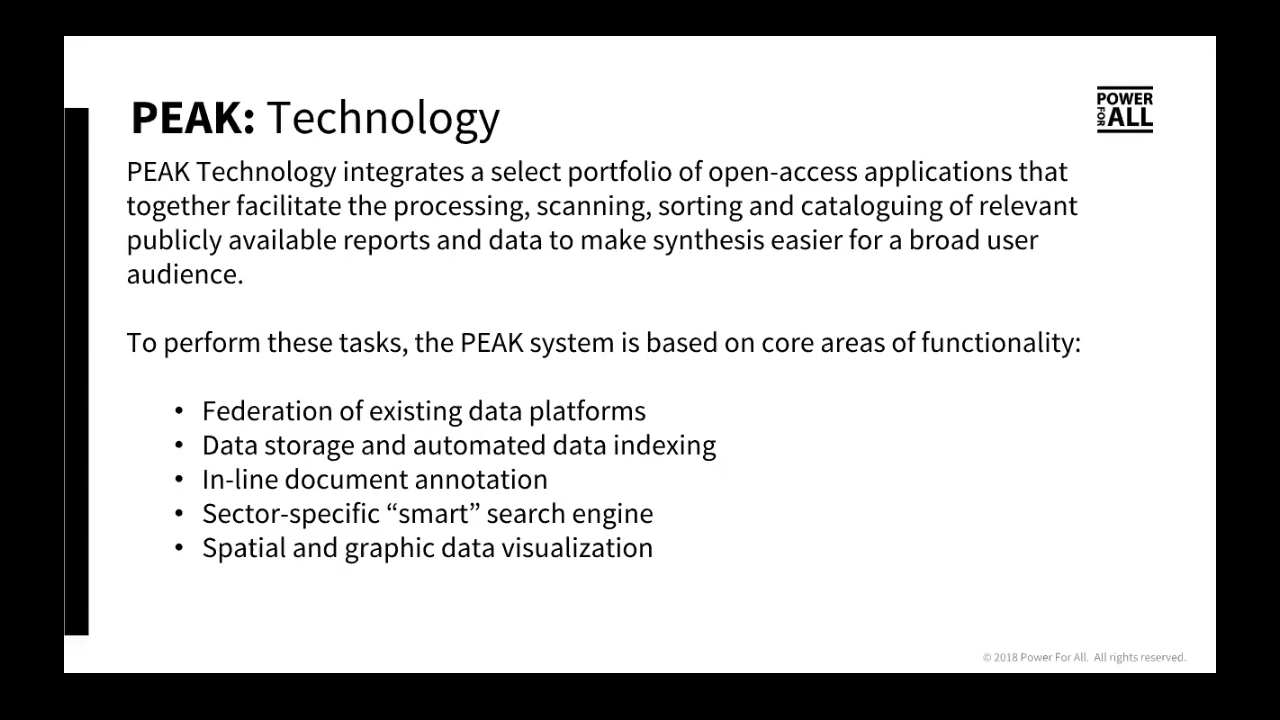 PEAK: Technology
POWER
FOR
ALL
PEAK Technology integrates a select portfolio of open-access applications that
together facilitate the processing, scanning, sorting and cataloguing of relevant
publicly available reports and data to make synthesis easier for a broad user
audience.
To perform these tasks, the PEAK system is based on core areas of functionality:
• Federation of existing data platforms
• Data storage and automated data indexing
• In-line document annotation
• Sector-specific “smart” search engine
• Spatial and graphic data visualization
© 2018 Power For All. All rights reserved.